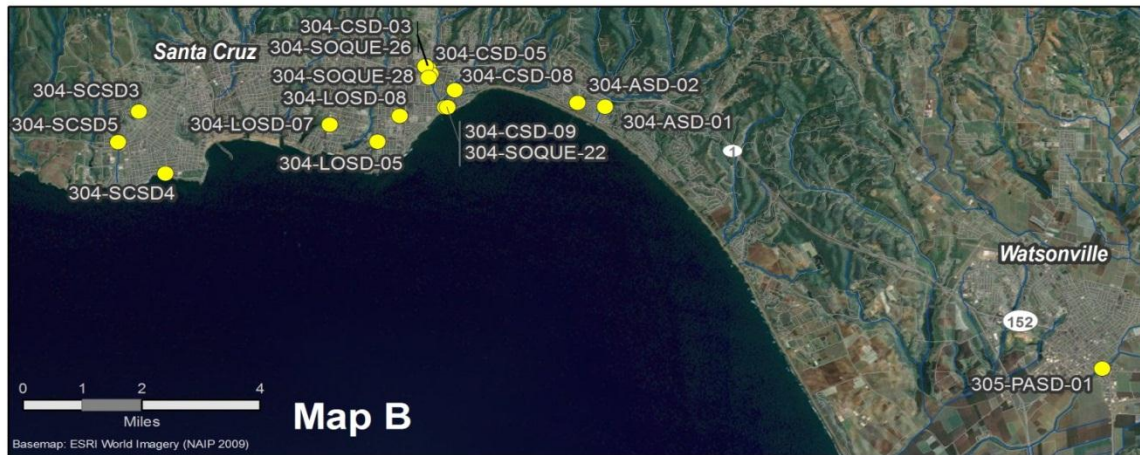 304-CSD-03
Santa Cruz
304-SOQUE-26
304-CSD-05
304-SOQUE-28
304-CSD-08
304-ASD-02
304-SCSD3
304-LOSD-08
304-LOSD-07
304-ASD-01
304-SCSD5
304-CSD-09
304-SOQUE-22
304-LOSD-05
1
304-SCSD4
Watsonville
152
305-PASD-01
0 1 2 4
Miles
Map B
Basemap: ESRI World Imagery (NAIP 2009)